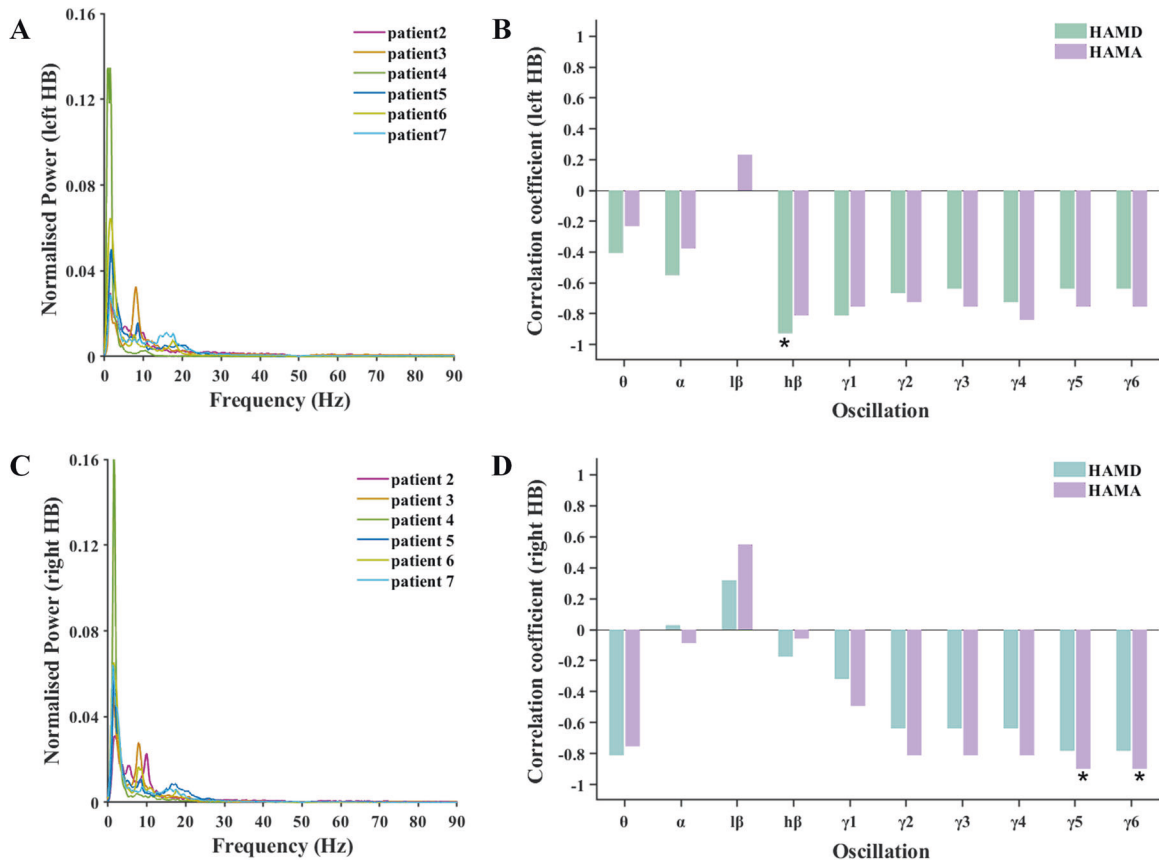 A
Normalised Power (left HB)
0.16
0.12
0.08
0.04
0
0 10 20 30 40 50 60 70 80 90
Frequency (Hz)
patient2
patient3
patient4
patient5
patient6
patient7
B
Correlation coefficient (left HB)
1
0.8
0.6
0.4
0.2
0
-0.2
-0.4
-0.6
-0.8
-1
HAMD
HAMA
*
θ α lβ hβ γ1 γ2 γ3 γ4 γ5 γ6
Oscillation
C
Normalised Power (right HB)
0.16
0.12
0.08
0.04
0
0 10 20 30 40 50 60 70 80 90
Frequency (Hz)
patient 2
patient 3
patient 4
patient 5
patient 6
patient 7
D
Correlation coefficient (right HB)
1
0.8
0.6
0.4
0.2
0
-0.2
-0.4
-0.6
-0.8
-1
HAMD
HAMA
* *
θ α lβ hβ γ1 γ2 γ3 γ4 γ5 γ6
Oscillation